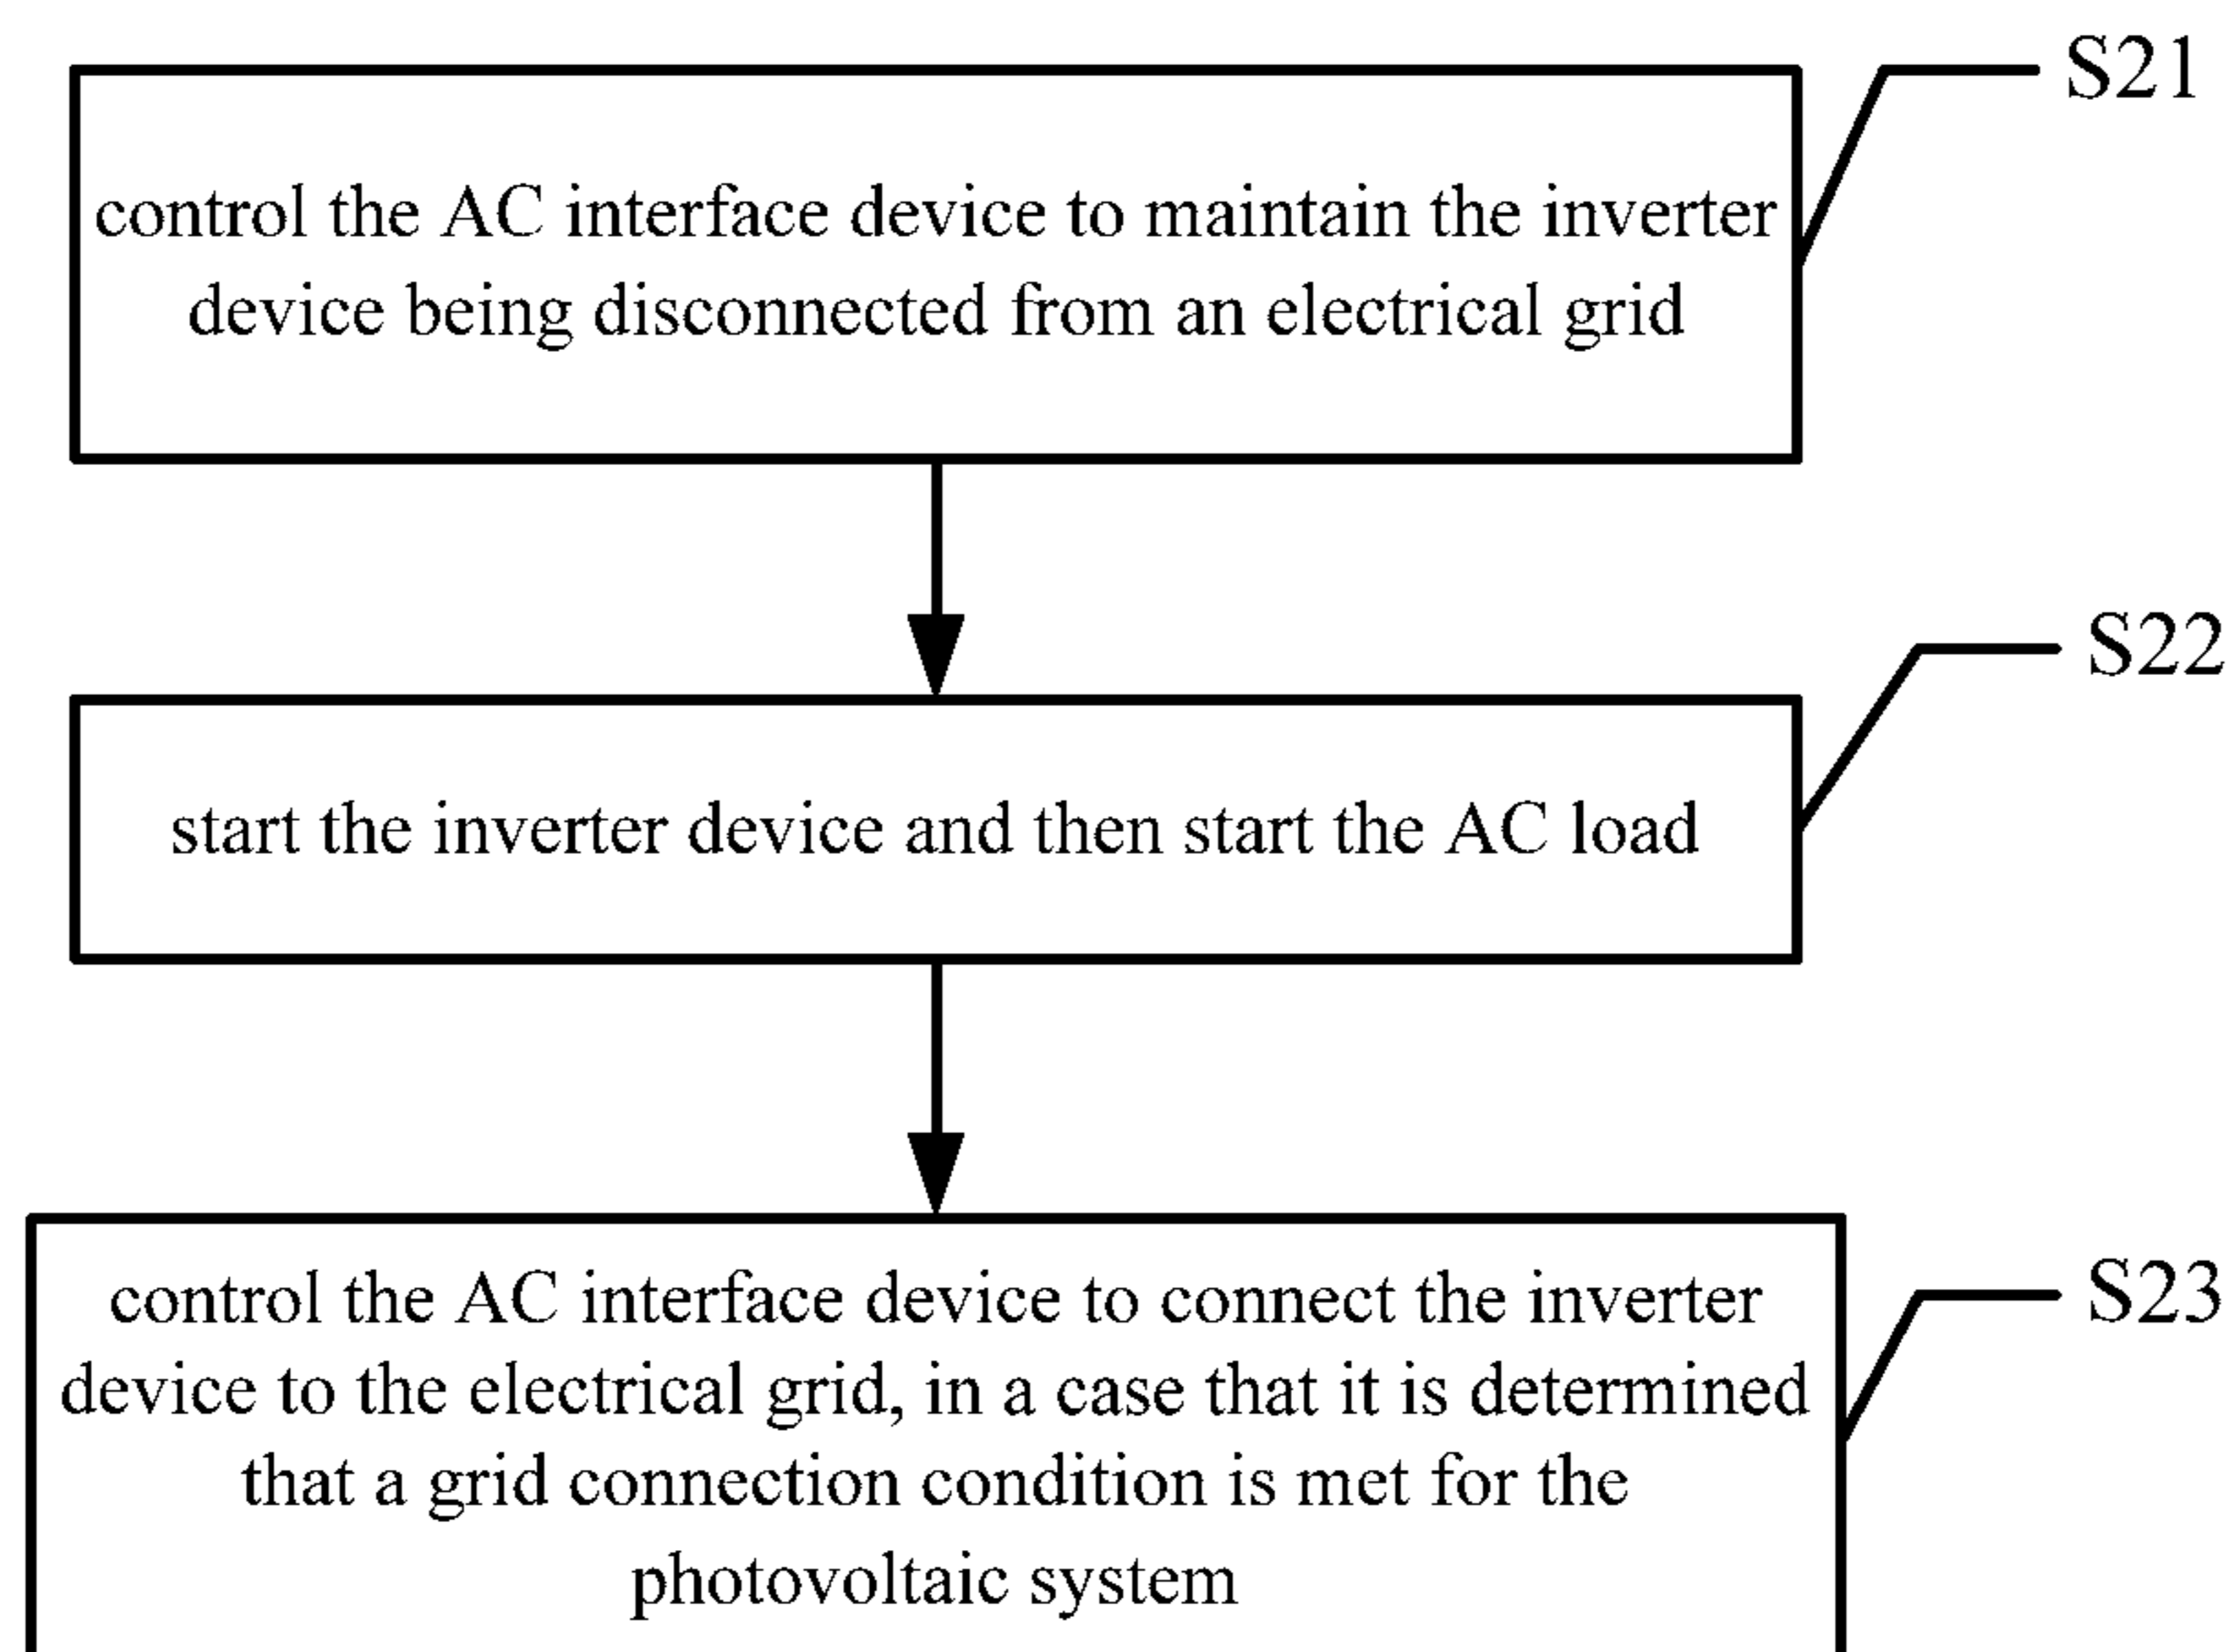 S21
control the AC interface device to maintain the inverter
device being disconnected from an electrical grid
S22
start the inverter device and then start the AC load
S23
control the AC interface device to connect the inverter
device to the electrical grid, in a case that it is determined
that a grid connection condition is met for the
photovoltaic system